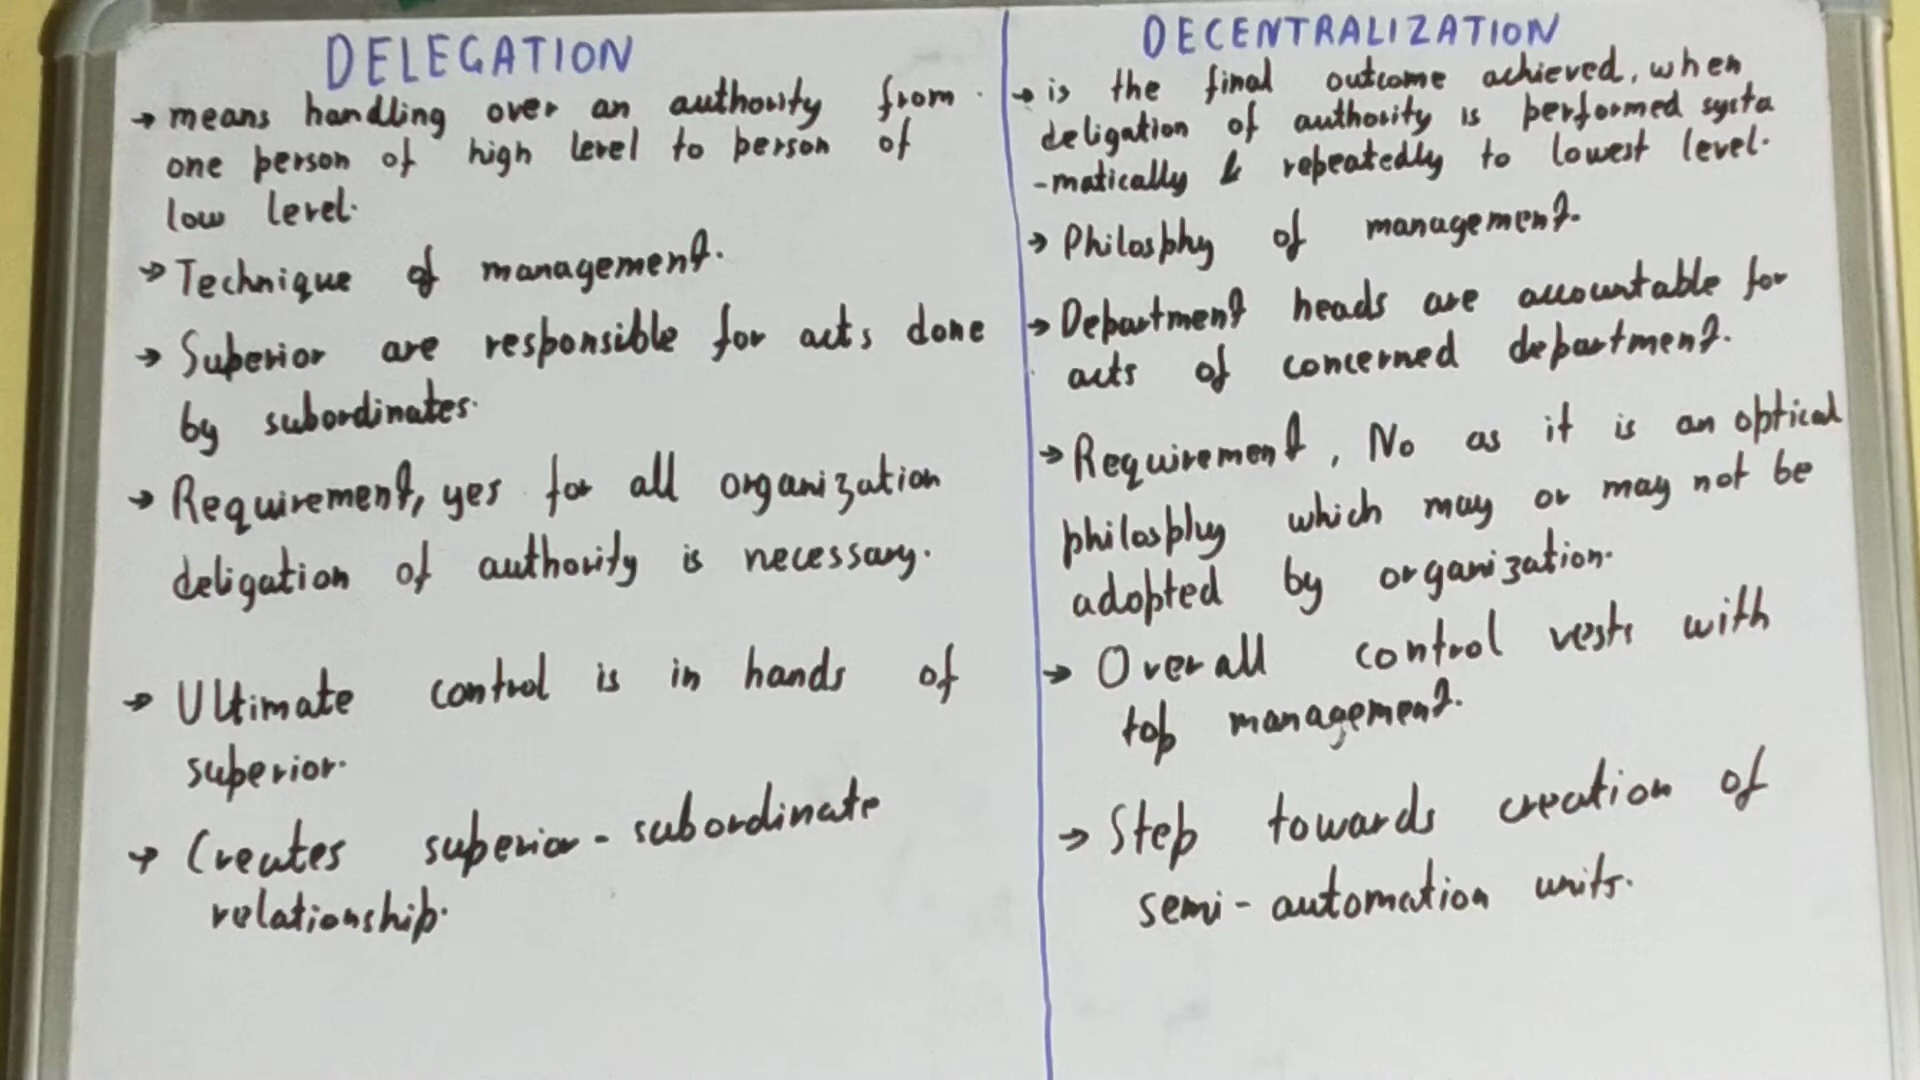 DELEGATION
→ means handling over an authority from
one person of high level to person of
low level.
→ Technique of management.
→ Superior are responsible for acts done
by subordinates.
→ Requirement, yes for all organization
deligation of authority is necessary.
→ Ultimate control is in hands of
superior.
→ Creates superior-subordinate
relationship.
DECENTRALIZATION
→ is the final outcome achieved, when
deligation of authority is performed systa
-matically & repeatedly to lowest level.
→ Philosphy of management.
→ Department heads are accountable for
acts of concerned department.
→ Requirement, No as it is an optical
philosphy which may or may not be
adopted by organization.
→ Overall control vests with
top management.
→ Step towards creation of
semi-automation units.